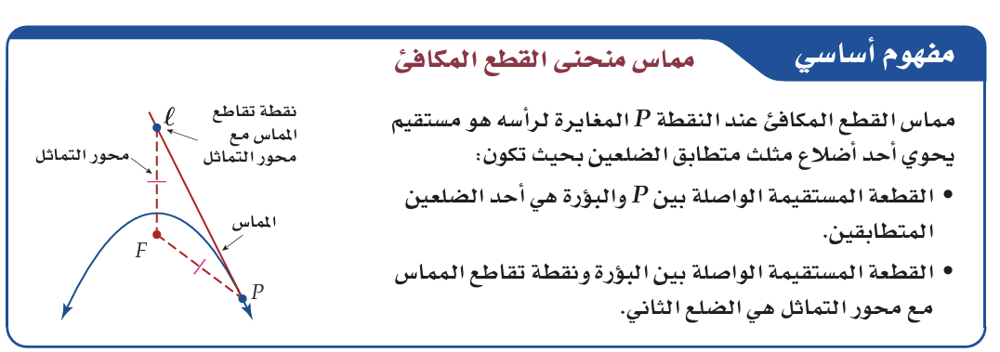 مفهوم أساسي
مماس منحنى القطع المكافئ
مماس القطع المكافئ عند النقطة P المغايرة لرأسه هو مستقيم
يحوي أحد أضلاع مثلث متطابق الضلعين بحيث تكون:
• القطعة المستقيمة الواصلة بين P والبؤرة هي أحد الضلعين
المتطابقين.
• القطعة المستقيمة الواصلة بين البؤرة ونقطة تقاطع المماس
مع محور التماثل هي الضلع الثاني.
نقطة تقاطع
المماس مع
محور التماثل
ℓ
محور التماثل
المماس
F
P